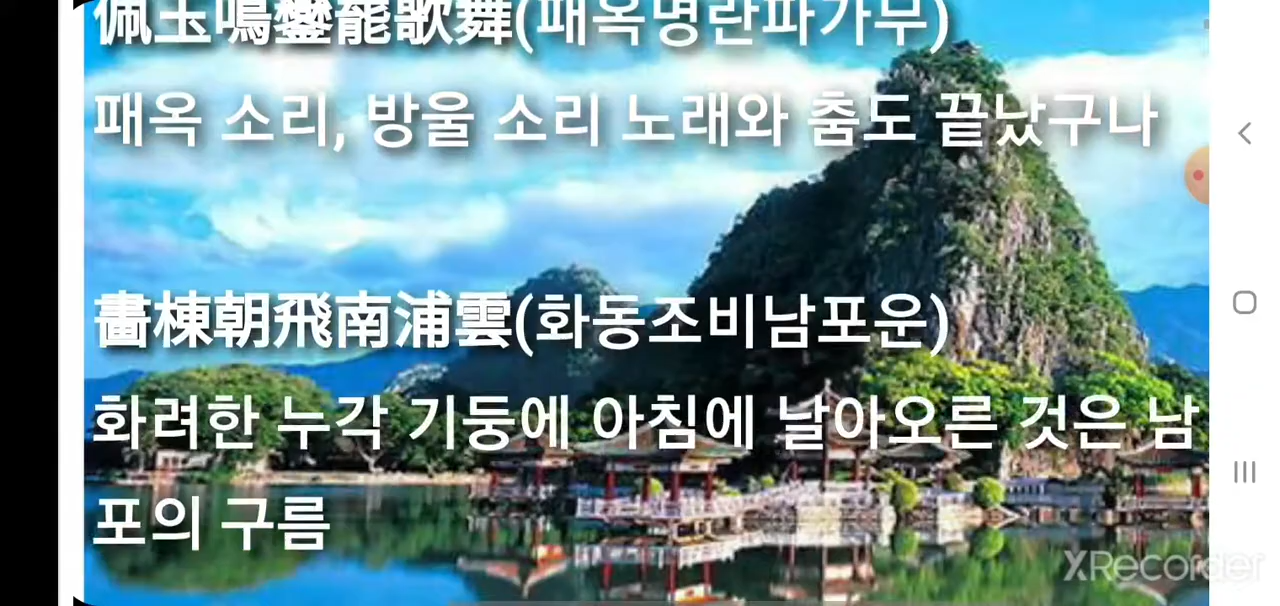 佩玉鳴鑾罷歌舞(패옥명란파가무)
패옥 소리, 방울 소리 노래와 춤도 끝났구나
畵棟朝飛南浦雲(화동조비남포운)
화려한 누각 기둥에 아침에 날아오른 것은 남
포의 구름
XRecorder